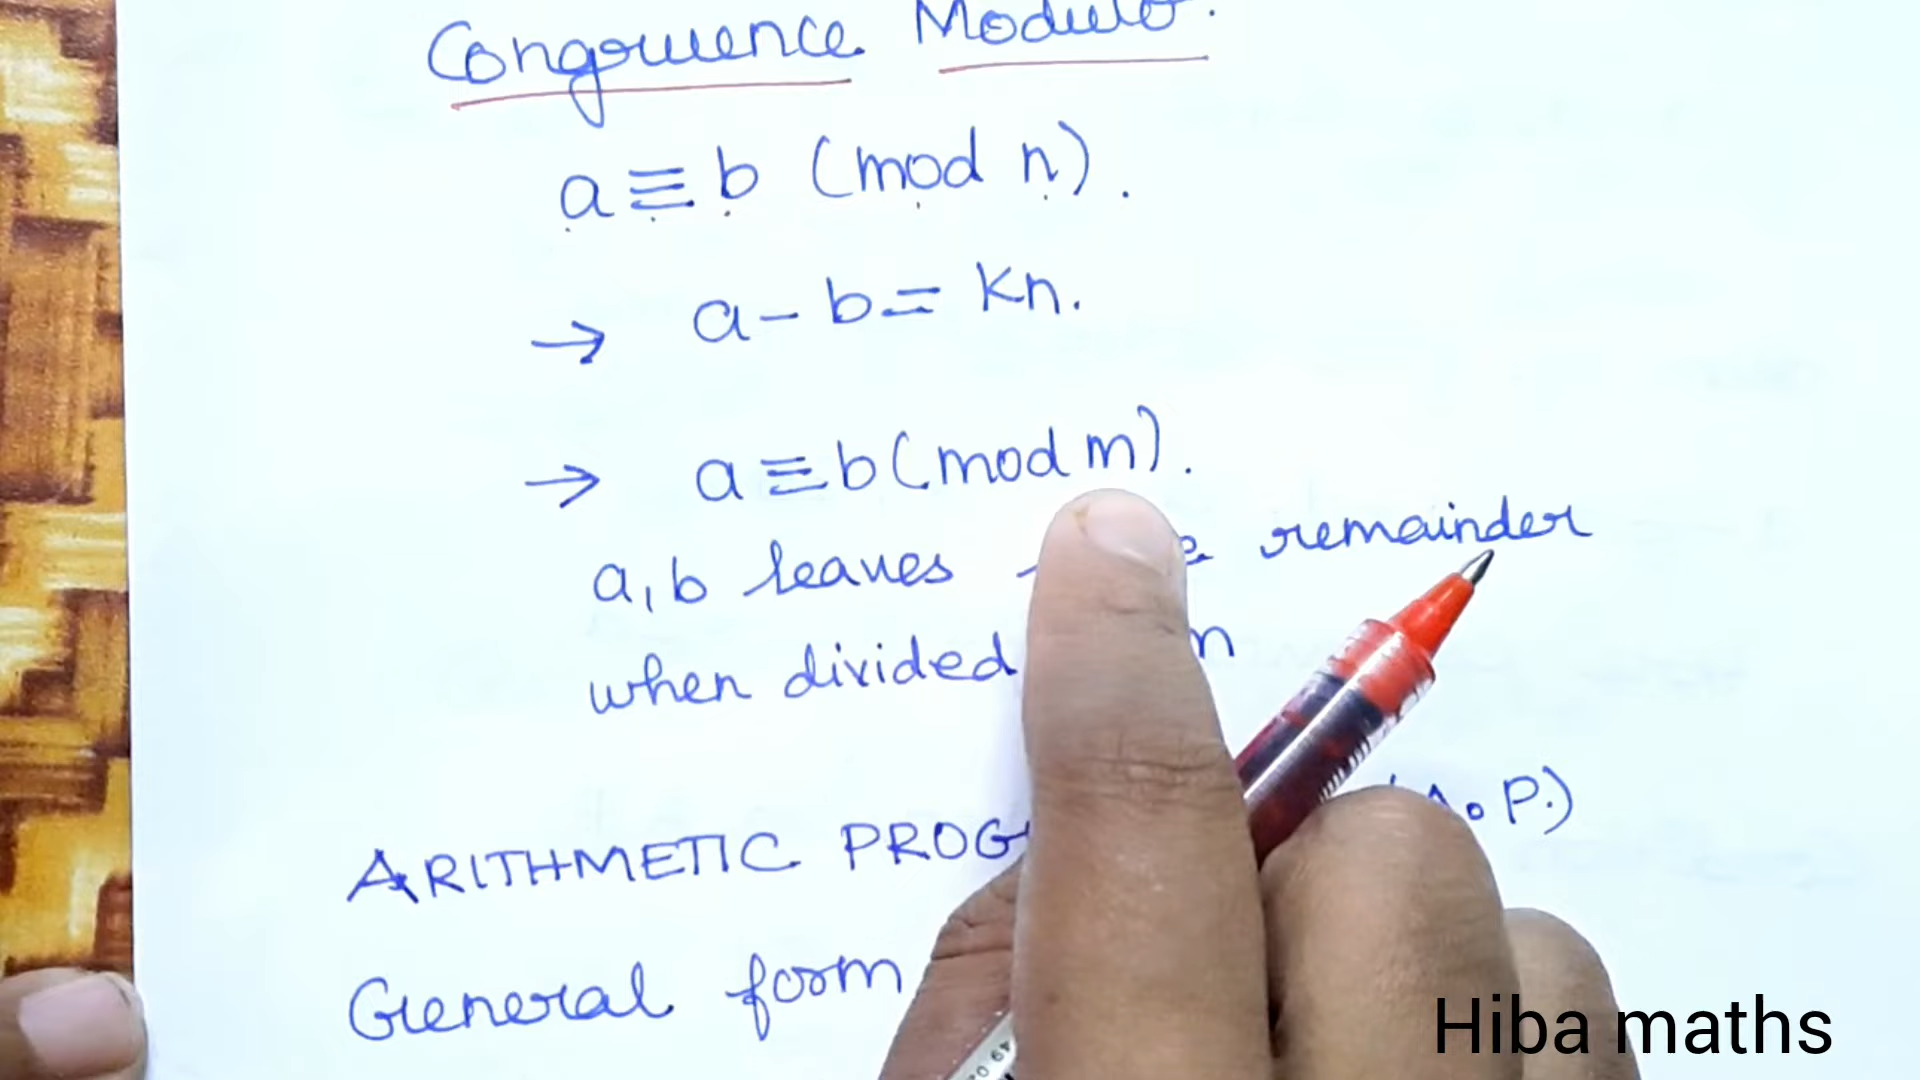 Congruence Modulo.
a ≡ b (mod n).
→ a - b = kn.
→ a ≡ b (mod m).
a, b leaves remainder
when divided
ARITHMETIC PROG P.)
General form
Hiba maths